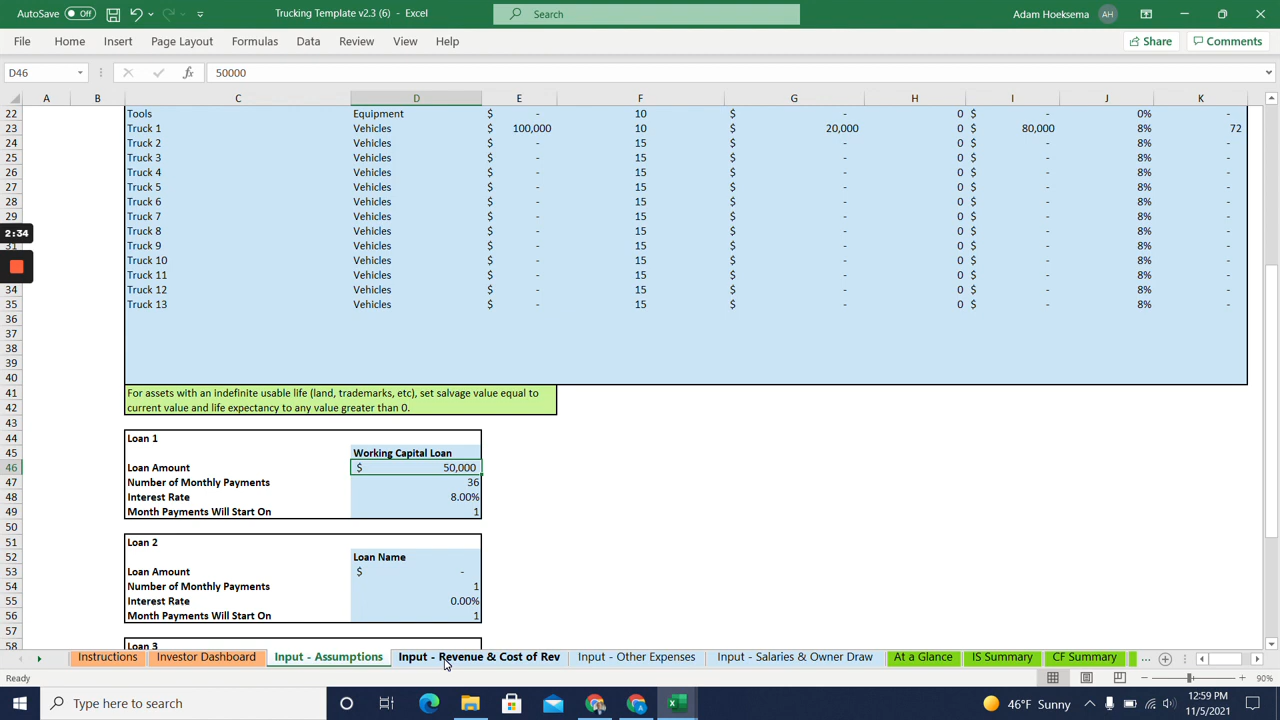 AutoSave Off Trucking Template v2.3 (6) - Excel Search Adam Hoeksema AH
File Home Insert Page Layout Formulas Data Review View Help Share Comments
D46 fx 50000
A B C D E F G H I J K
22 Tools Equipment $ - 10 $ - 0 $ - 0% -
23 Truck 1 Vehicles $ 100,000 10 $ 20,000 0 $ 80,000 8% 72
24 Truck 2 Vehicles $ - 15 $ - 0 $ - 8% -
25 Truck 3 Vehicles $ - 15 $ - 0 $ - 8% -
26 Truck 4 Vehicles $ - 15 $ - 0 $ - 8% -
27 Truck 5 Vehicles $ - 15 $ - 0 $ - 8% -
28 Truck 6 Vehicles $ - 15 $ - 0 $ - 8% -
29 Truck 7 Vehicles $ - 15 $ - 0 $ - 8% -
2:34 Truck 8 Vehicles $ - 15 $ - 0 $ - 8% -
31 Truck 9 Vehicles $ - 15 $ - 0 $ - 8% -
Truck 10 Vehicles $ - 15 $ - 0 $ - 8% -
Truck 11 Vehicles $ - 15 $ - 0 $ - 8% -
34 Truck 12 Vehicles $ - 15 $ - 0 $ - 8% -
35 Truck 13 Vehicles $ - 15 $ - 0 $ - 8% -
36
37
38
39
40
41 For assets with an indefinite usable life (land, trademarks, etc), set salvage value equal to
42 current value and life expectancy to any value greater than 0.
43
44 Loan 1
45 Working Capital Loan
46 Loan Amount $ 50,000
47 Number of Monthly Payments 36
48 Interest Rate 8.00%
49 Month Payments Will Start On 1
50
51 Loan 2
52 Loan Name
53 Loan Amount $ -
54 Number of Monthly Payments 1
55 Interest Rate 0.00%
56 Month Payments Will Start On 1
57
58 Loan 3
Instructions Investor Dashboard Input - Assumptions Input - Revenue & Cost of Rev Input - Other Expenses Input - Salaries & Owner Draw At a Glance IS Summary CF Summary ...
Ready 90%
Type here to search 46°F Sunny 12:59 PM
11/5/2021